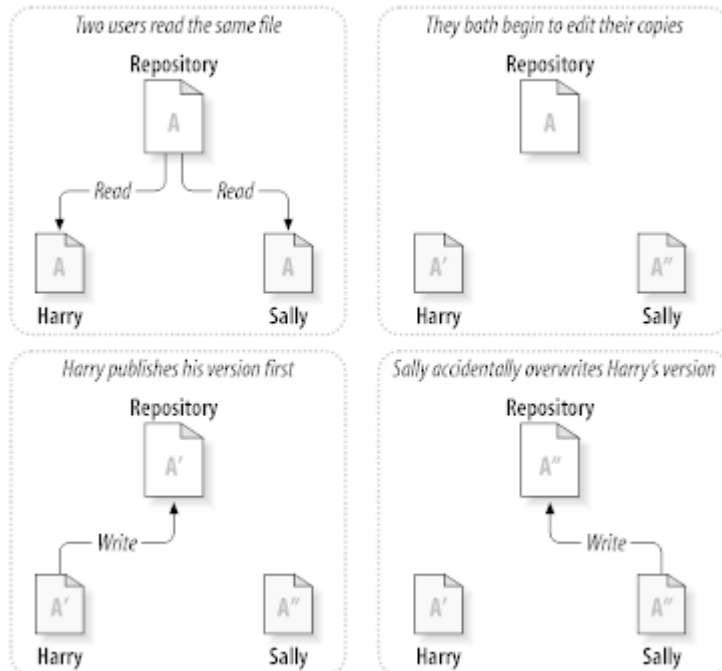 Two users read the same file
Repository
A
Read
Read
A
A
Harry
Sally
They both begin to edit their copies
Repository
A
A'
A"
Harry
Sally
Harry publishes his version first
Repository
A'
Write
A'
A"
Harry
Sally
Sally accidentally overwrites Harry's version
Repository
A"
Write
A'
A"
Harry
Sally